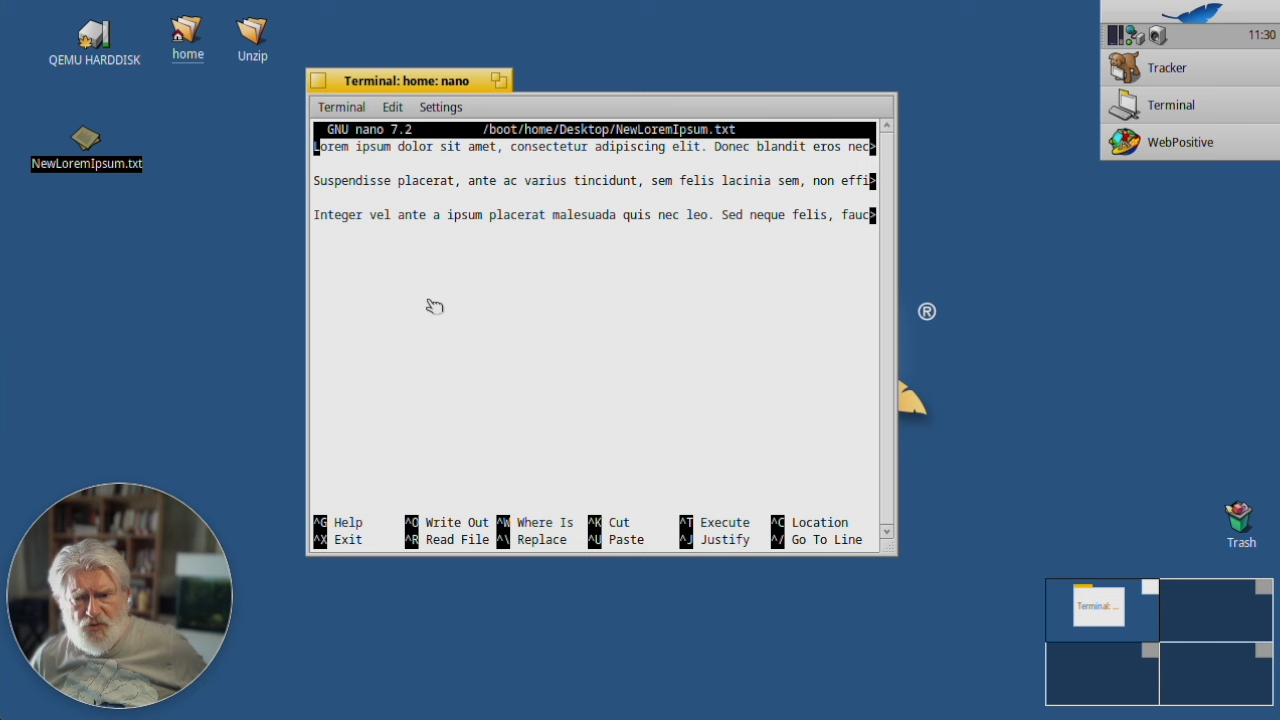 QEMU HARDDISK
home
Unzip
NewLoremIpsum.txt
Terminal: home: nano
Terminal Edit Settings
GNU nano 7.2 /boot/home/Desktop/NewLoremIpsum.txt
Lorem ipsum dolor sit amet, consectetur adipiscing elit. Donec blandit eros nec>
Suspendisse placerat, ante ac varius tincidunt, sem felis lacinia sem, non effi>
Integer vel ante a ipsum placerat malesuada quis nec leo. Sed neque felis, fauc>
^G Help ^O Write Out ^W Where Is ^K Cut ^T Execute ^C Location
^X Exit ^R Read File ^\ Replace ^U Paste ^J Justify ^/ Go To Line
®
11:30
Tracker
Terminal
WebPositive
Trash
Terminal: ...